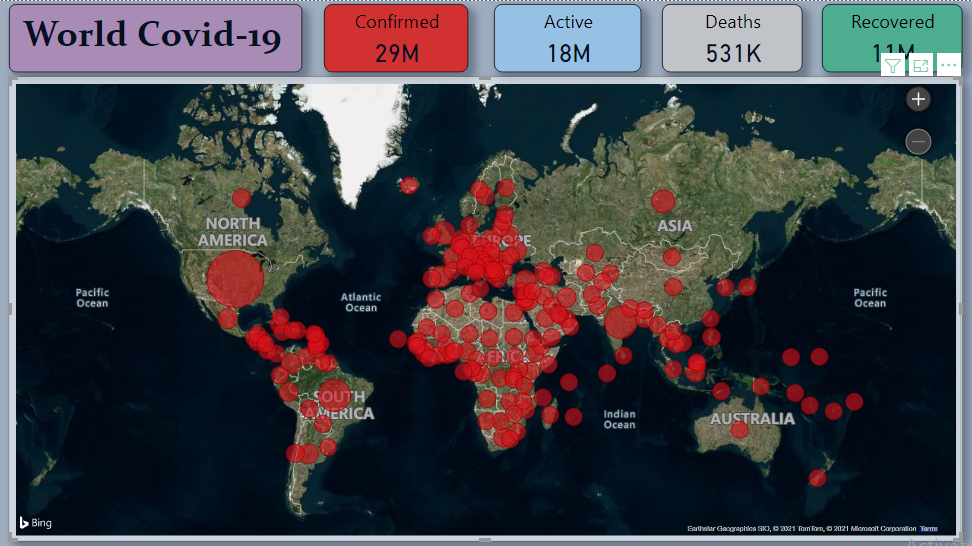 World Covid-19
Confirmed
29M
Active
18M
Deaths
531K
Recovered
11M
NORTH
AMERICA
EUROPE
ASIA
Pacific
Ocean
Atlantic
Ocean
Pacific
Ocean
AFRICA
SOUTH
AMERICA
Indian
Ocean
AUSTRALIA
Bing
Earthstar Geographics SIO, © 2021 TomTom, © 2021 Microsoft Corporation Terms